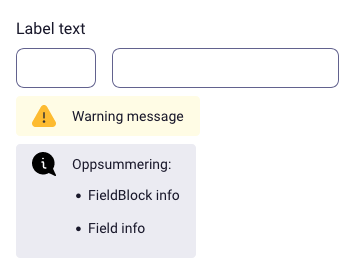 Label text
Warning message
Oppsummering:
• FieldBlock info
• Field info